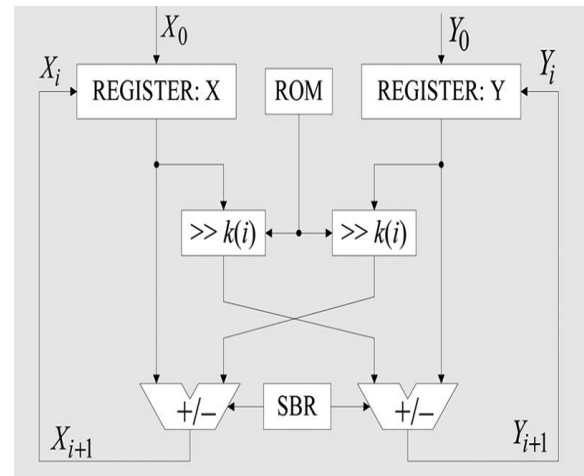 X₀
Y₀
Xᵢ
Yᵢ
REGISTER: X
ROM
REGISTER: Y
>> k(i)
>> k(i)
+/–
SBR
+/–
Xᵢ₊₁
Yᵢ₊₁